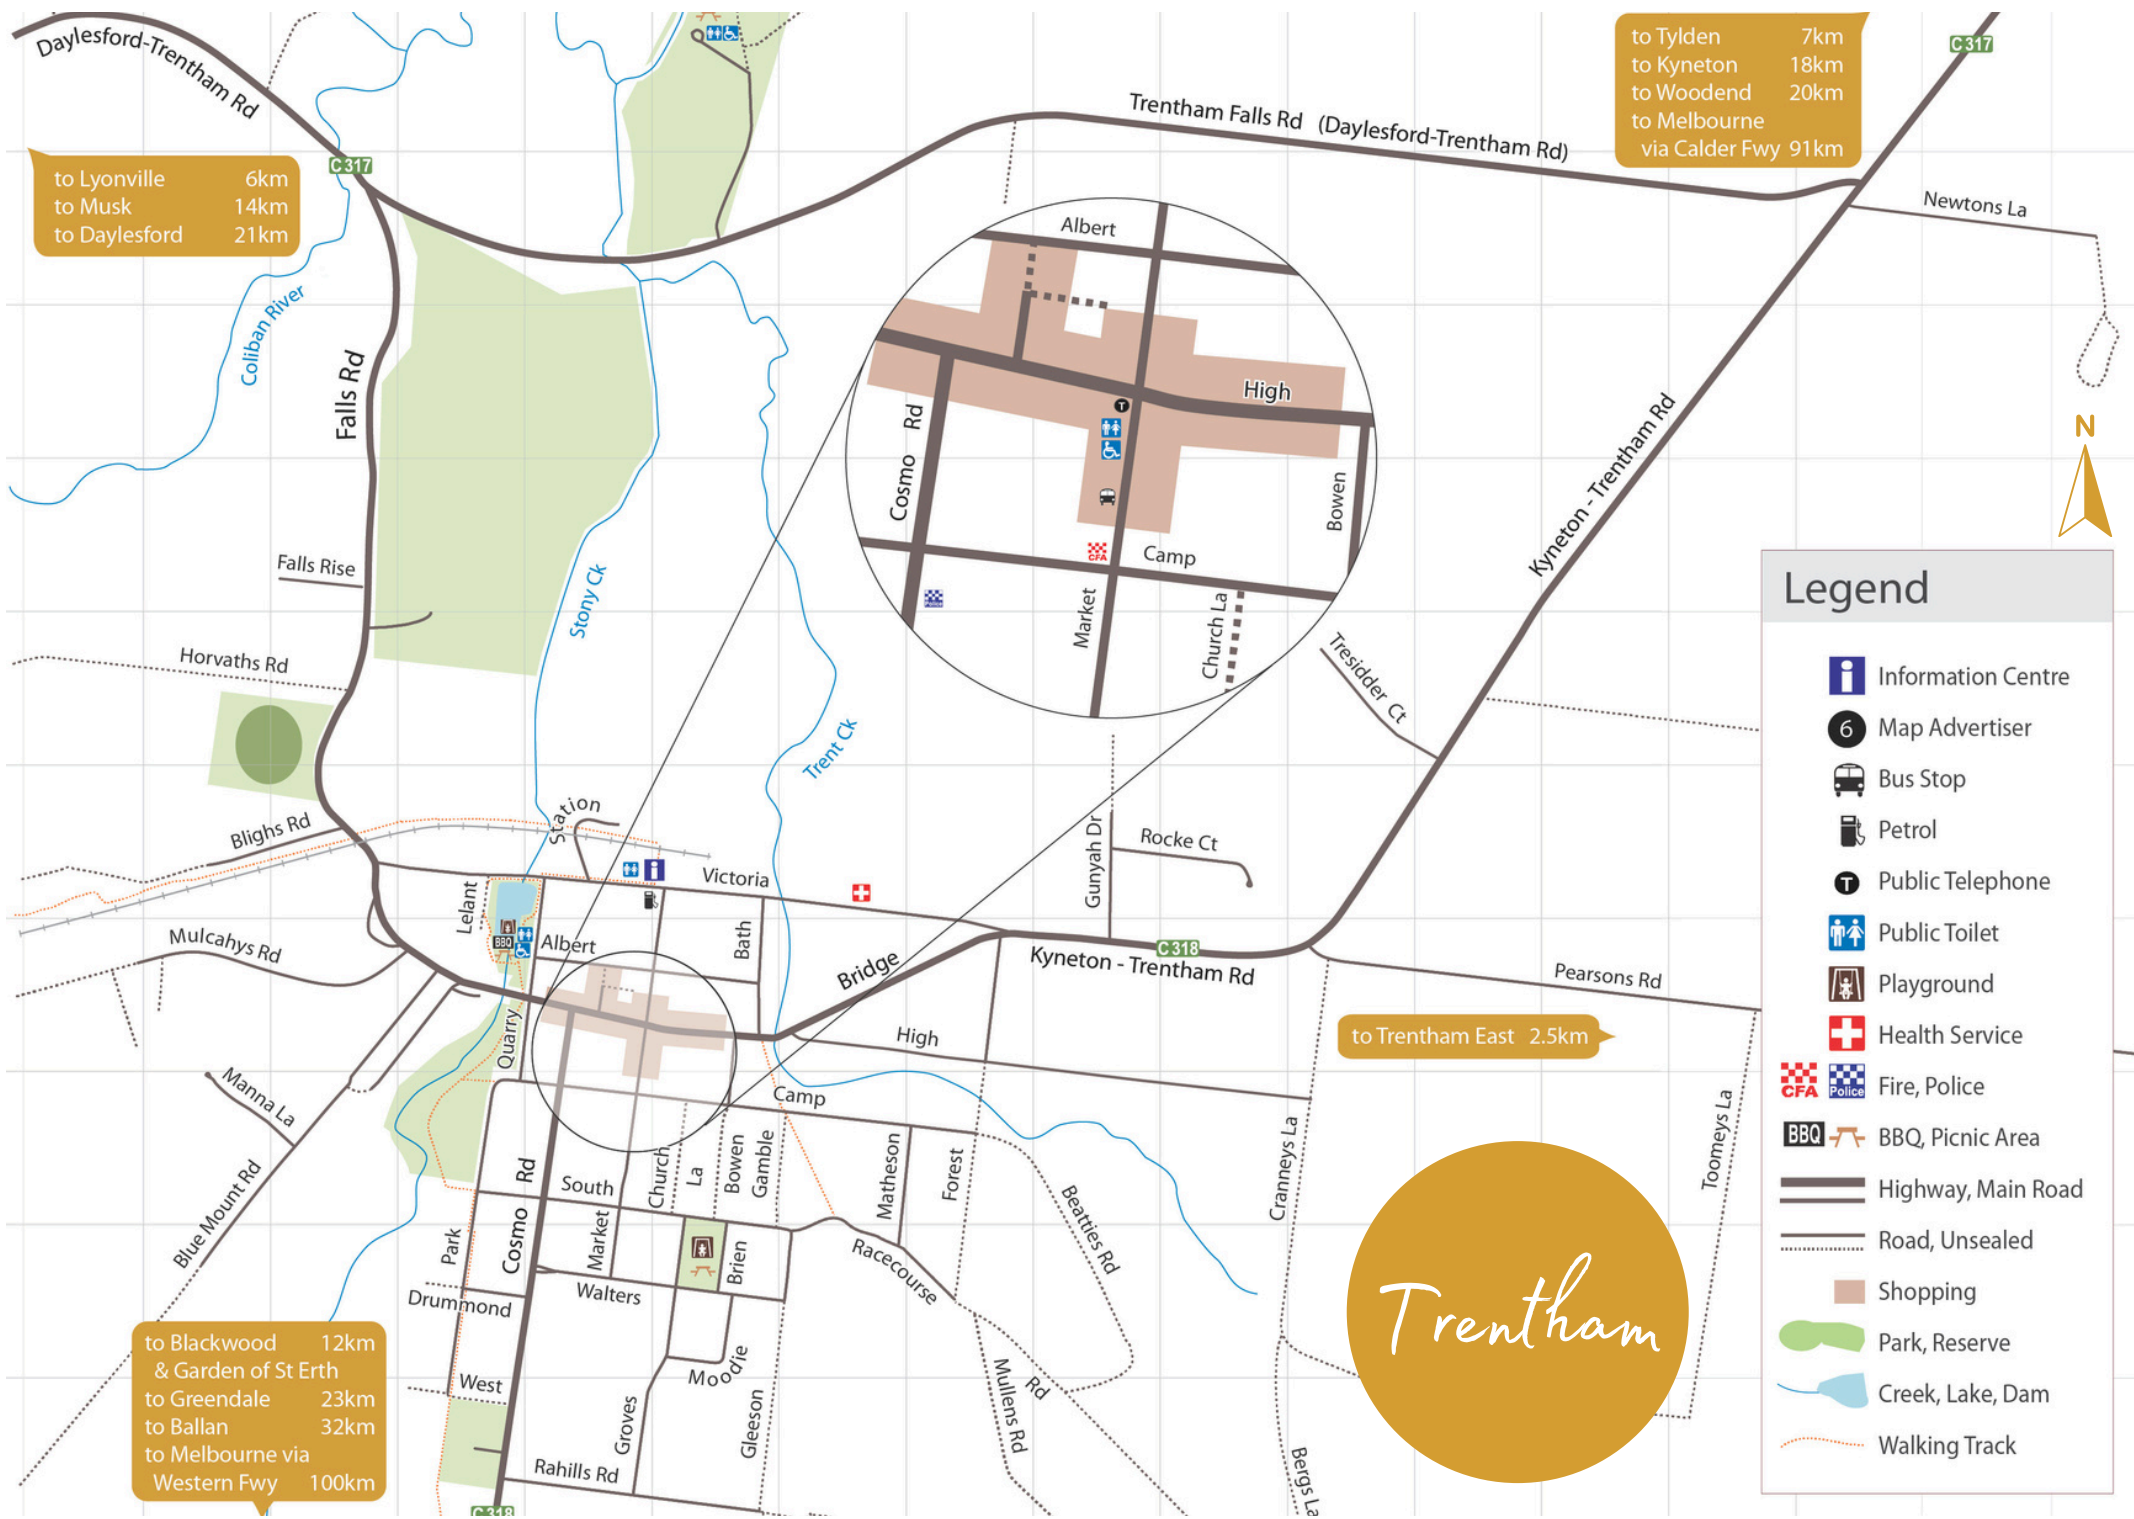 Daylesford-Trentham Rd
C317
to Lyonville 6km
to Musk 14km
to Daylesford 21km
Coliban River
Falls Rd
Trentham Falls Rd (Daylesford-Trentham Rd)
to Tylden 7km
to Kyneton 18km
to Woodend 20km
to Melbourne
via Calder Fwy 91km
C317
Newtons La
N
Kyneton - Trentham Rd
Albert
High
T
Cosmo Rd
Bowen
CFA
Camp
Police
Market
Church La
Falls Rise
Stony Ck
Horvaths Rd
Trent Ck
Tresidder Ct
Blighs Rd
Station
i
Victoria
Lelant
BBQ
Albert
Bath
Gunyah Dr
Rocke Ct
Mulcahys Rd
Bridge
C318
Kyneton - Trentham Rd
Pearsons Rd
Quarry
High
to Trentham East 2.5km
Manna La
Camp
Blue Mount Rd
Cosmo Rd
South
Church La
Bowen
Gamble
Matheson
Forest
Beatties Rd
Cranneys La
Toomeys La
Park
Market
Brien
Racecourse Rd
Drummond
Walters
Moodie
West
Groves
Gleeson
Mullens Rd
Bergs La
Rahills Rd
C318
to Blackwood 12km
& Garden of St Erth
to Greendale 23km
to Ballan 32km
to Melbourne via
Western Fwy 100km
Trentham
Legend
i Information Centre
6 Map Advertiser
Bus Stop
Petrol
T Public Telephone
Public Toilet
Playground
Health Service
CFA Police Fire, Police
BBQ BBQ, Picnic Area
Highway, Main Road
Road, Unsealed
Shopping
Park, Reserve
Creek, Lake, Dam
Walking Track